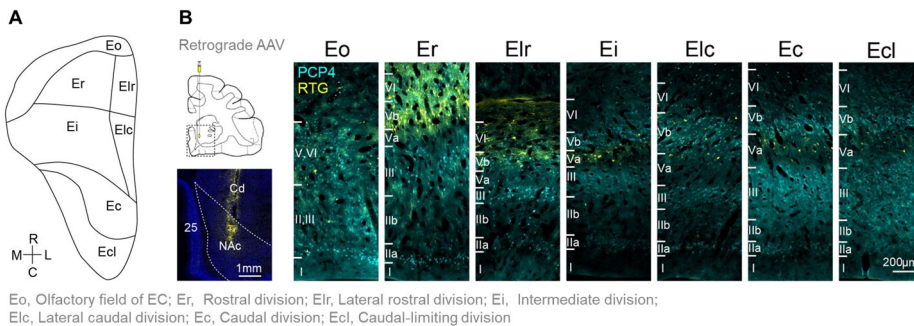 A
B
Eo
Er
Elr
Ei
Elc
Ec
Ecl
R
M L
C
Retrograde AAV
Cd
25
NAc
1mm
Eo Er Elr Ei Elc Ec Ecl
PCP4
RTG
V,VI
II,III
I
VI
Vb
Va
III
IIb
IIa
I
VI
Vb
Va
III
IIb
IIa
I
VI
Vb
Va
III
IIb
IIa
I
VI
Vb
Va
III
IIb
IIa
I
VI
Vb
Va
III
IIb
IIa
I
VI
Vb
Va
III
IIb
IIa
I
200µm
Eo, Olfactory field of EC; Er, Rostral division; Elr, Lateral rostral division; Ei, Intermediate division;
Elc, Lateral caudal division; Ec, Caudal division; Ecl, Caudal-limiting division